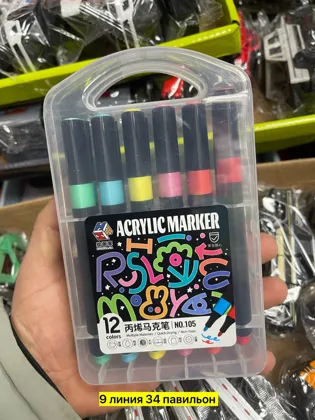 ACRYLIC MARKER
12
colors
丙烯马克笔
NO.105
9 линия 34 павильон